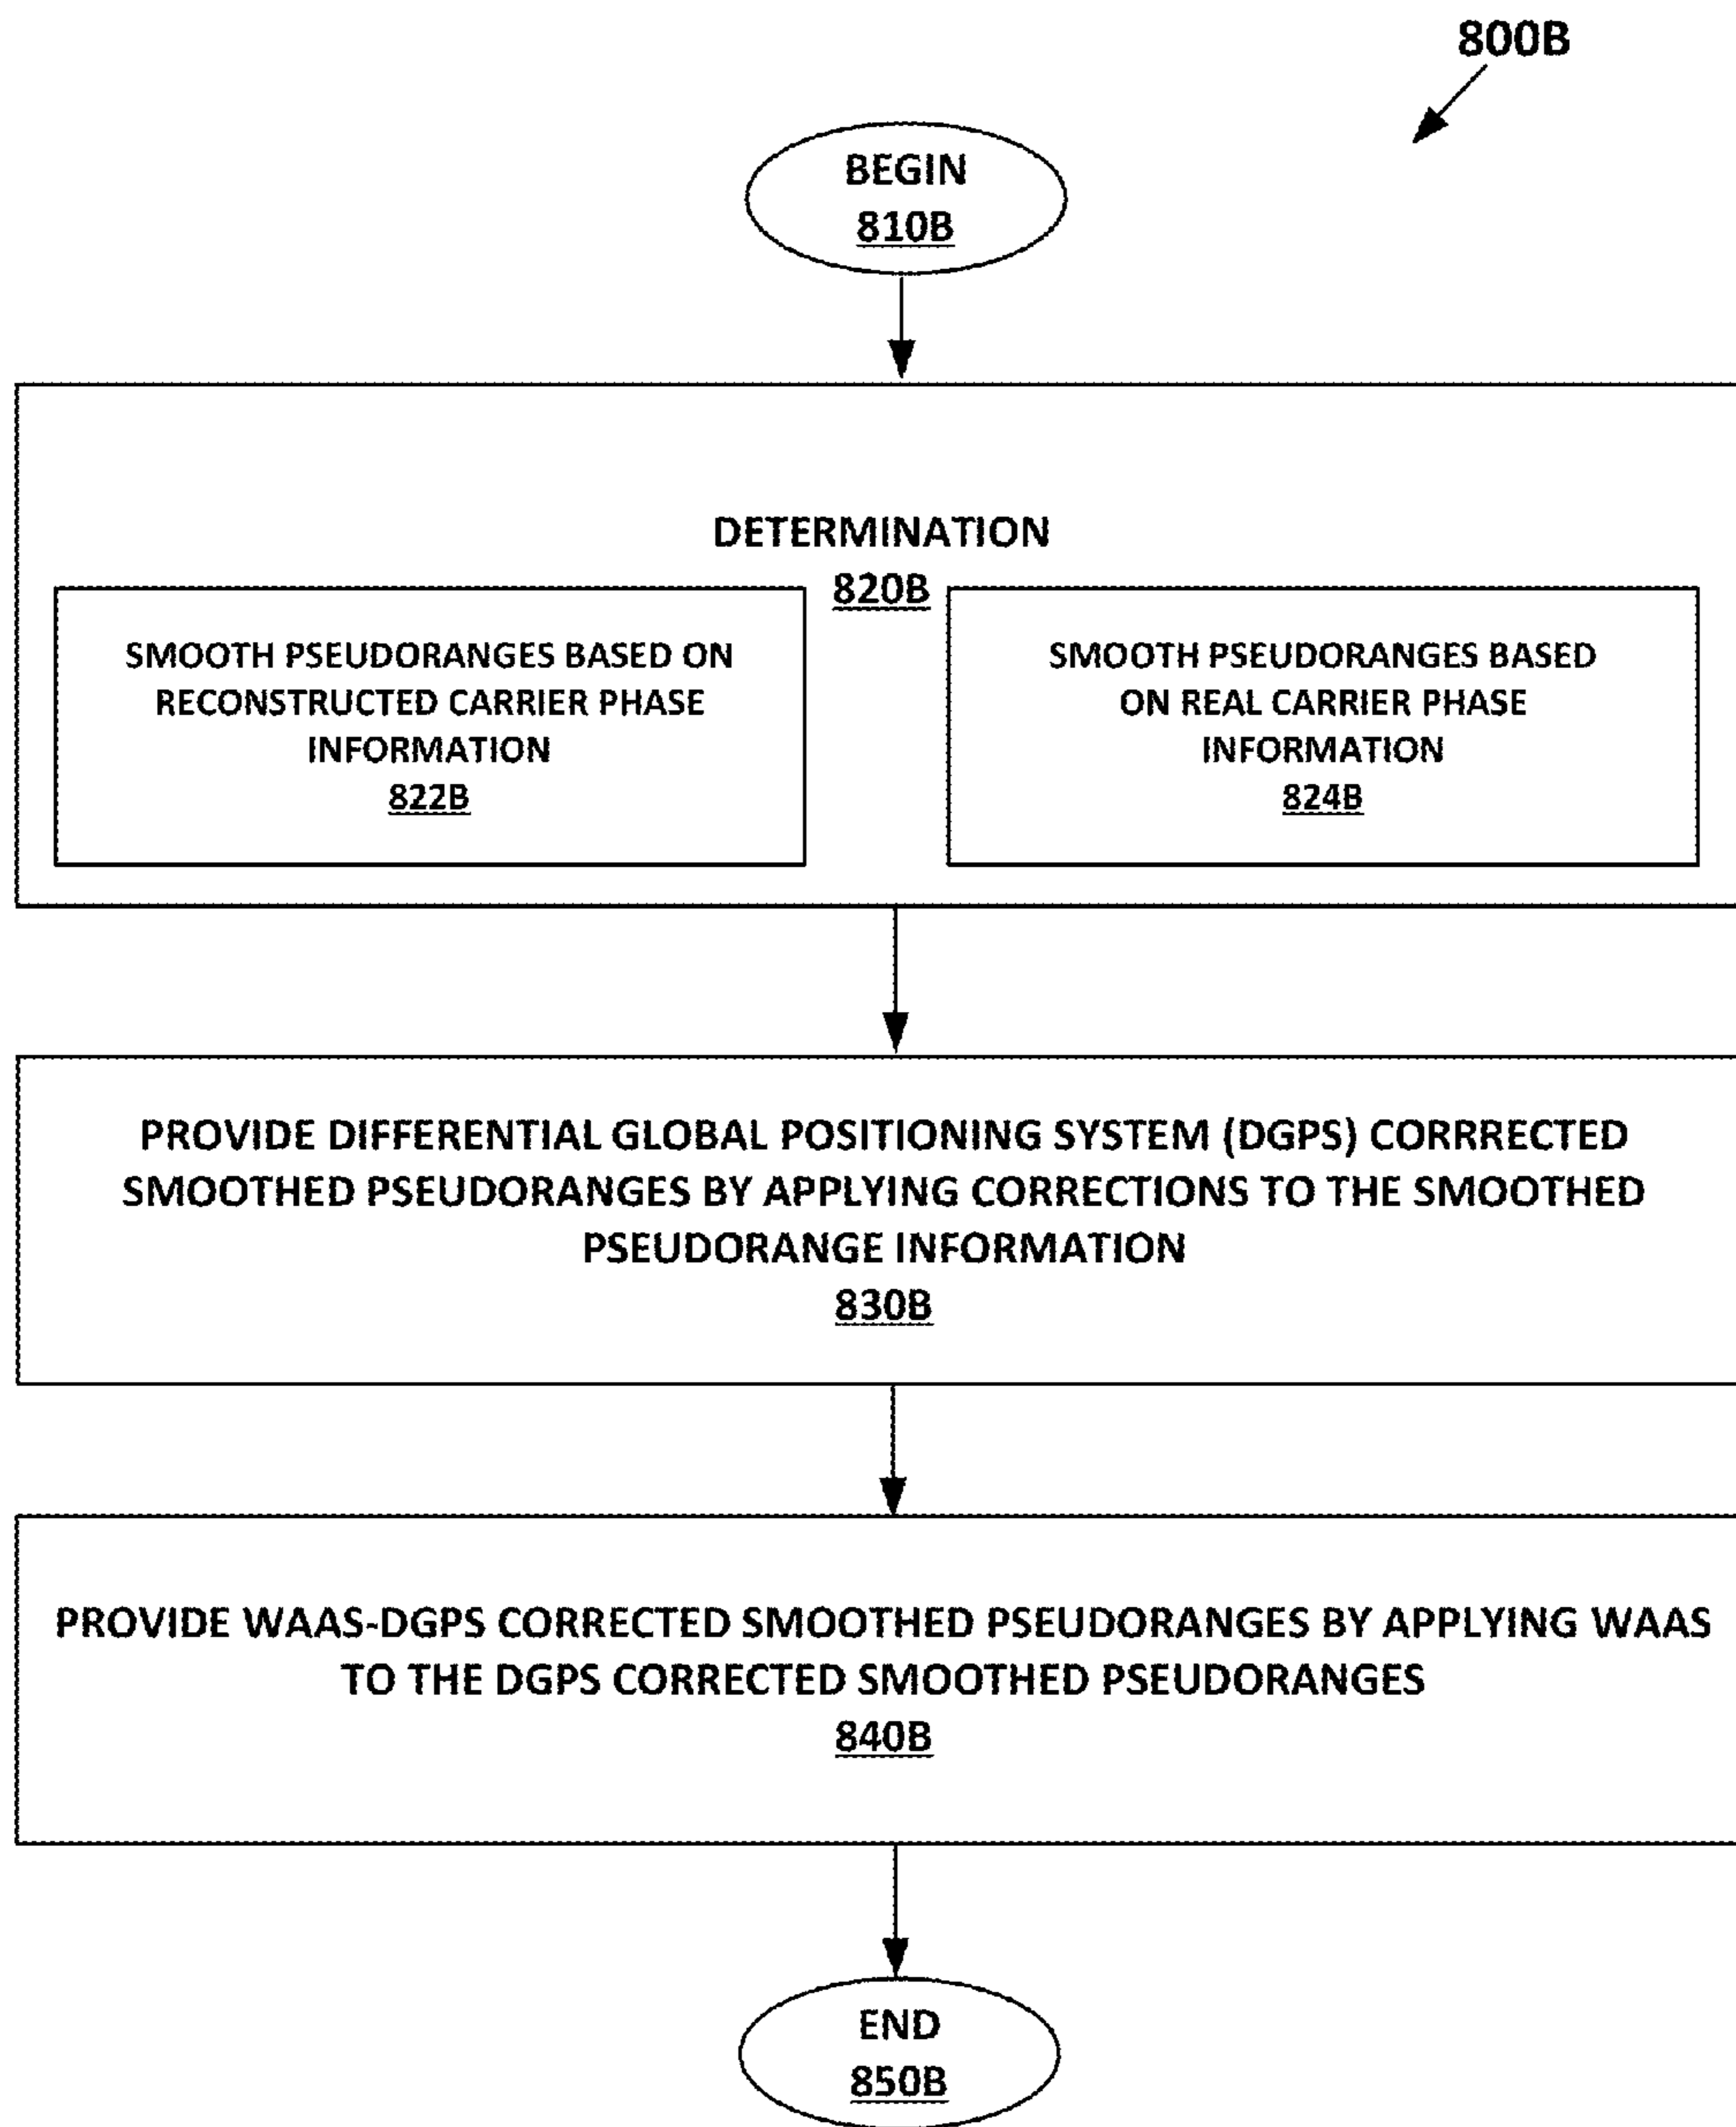 800B
BEGIN
810B
DETERMINATION
820B
SMOOTH PSEUDORANGES BASED ON
RECONSTRUCTED CARRIER PHASE
INFORMATION
822B
SMOOTH PSEUDORANGES BASED
ON REAL CARRIER PHASE
INFORMATION
824B
PROVIDE DIFFERENTIAL GLOBAL POSITIONING SYSTEM (DGPS) CORRRECTED
SMOOTHED PSEUDORANGES BY APPLYING CORRECTIONS TO THE SMOOTHED
PSEUDORANGE INFORMATION
830B
PROVIDE WAAS-DGPS CORRECTED SMOOTHED PSEUDORANGES BY APPLYING WAAS
TO THE DGPS CORRECTED SMOOTHED PSEUDORANGES
840B
END
850B